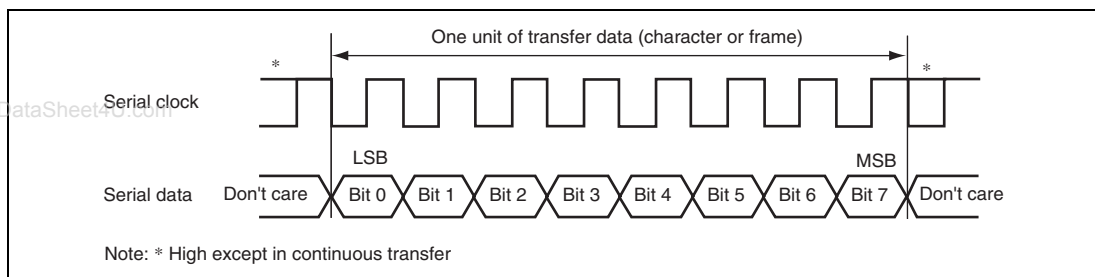 One unit of transfer data (character or frame)
* *
Serial clock
DataSheet4U.com
LSB MSB
Serial data Don't care Bit 0 Bit 1 Bit 2 Bit 3 Bit 4 Bit 5 Bit 6 Bit 7 Don't care
Note: * High except in continuous transfer